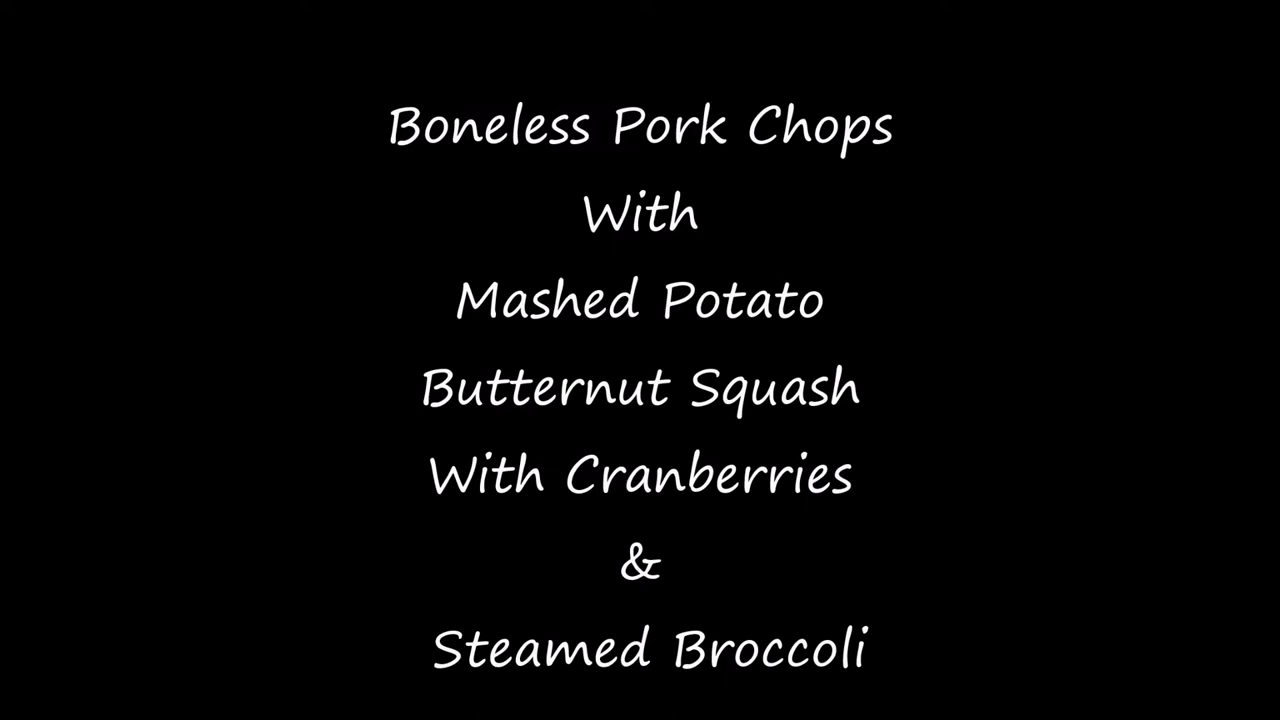 Boneless Pork Chops
With
Mashed Potato
Butternut Squash
With Cranberries
&
Steamed Broccoli